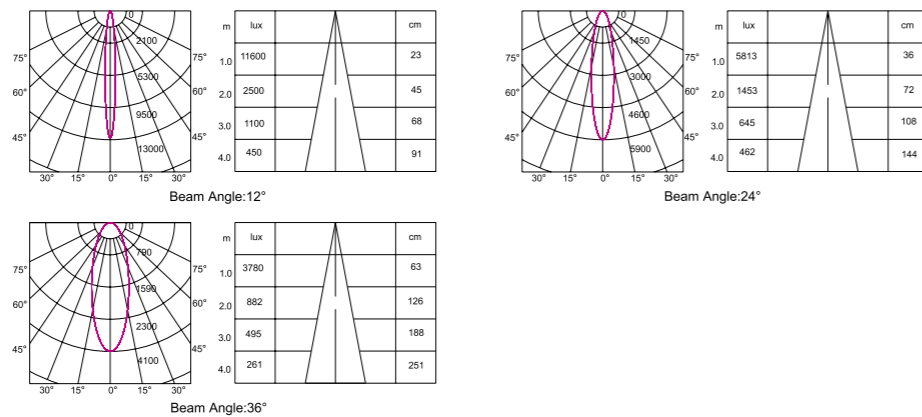 0
2100
5300
9500
13000
75°
60°
45°
75°
60°
45°
30° 15° 0° 15° 30°
m lux cm
1.0 11600 23
2.0 2500 45
3.0 1100 68
4.0 450 91
Beam Angle:12°
0
1450
3000
4600
5900
75°
60°
45°
75°
60°
45°
30° 15° 0° 15° 30°
m lux cm
1.0 5813 36
2.0 1453 72
3.0 645 108
4.0 462 144
Beam Angle:24°
0
790
1590
2300
4100
75°
60°
45°
75°
60°
45°
30° 15° 0° 15° 30°
m lux cm
1.0 3780 63
2.0 882 126
3.0 495 188
4.0 261 251
Beam Angle:36°